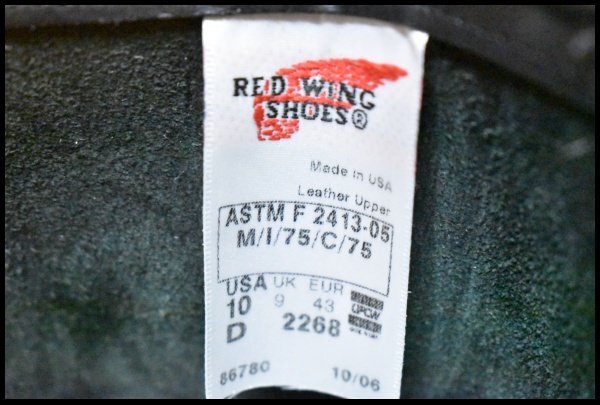 RED WING
SHOES®
Made in USA
Leather Upper
ASTM F 2413-05
M/I/75/C/75
USA UK EUR
10 9 43
D 2268
UFCW
86780 10/06